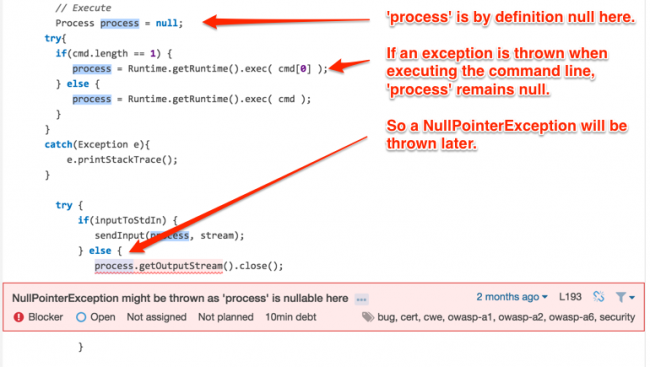 // Execute
Process process = null;
'process' is by definition null here.
try{
if(cmd.length == 1) {
process = Runtime.getRuntime().exec( cmd[0] );
If an exception is thrown when
executing the command line,
'process' remains null.
} else {
process = Runtime.getRuntime().exec( cmd );
}
}
catch(Exception e){
e.printStackTrace();
}
So a NullPointerException will be
thrown later.
try {
if(inputToStdIn) {
sendInput(process, stream);
} else {
process.getOutputStream().close();
NullPointerException might be thrown as 'process' is nullable here ... 2 months ago L193
Blocker Open Not assigned Not planned 10min debt bug, cert, cwe, owasp-a1, owasp-a2, owasp-a6, security
}